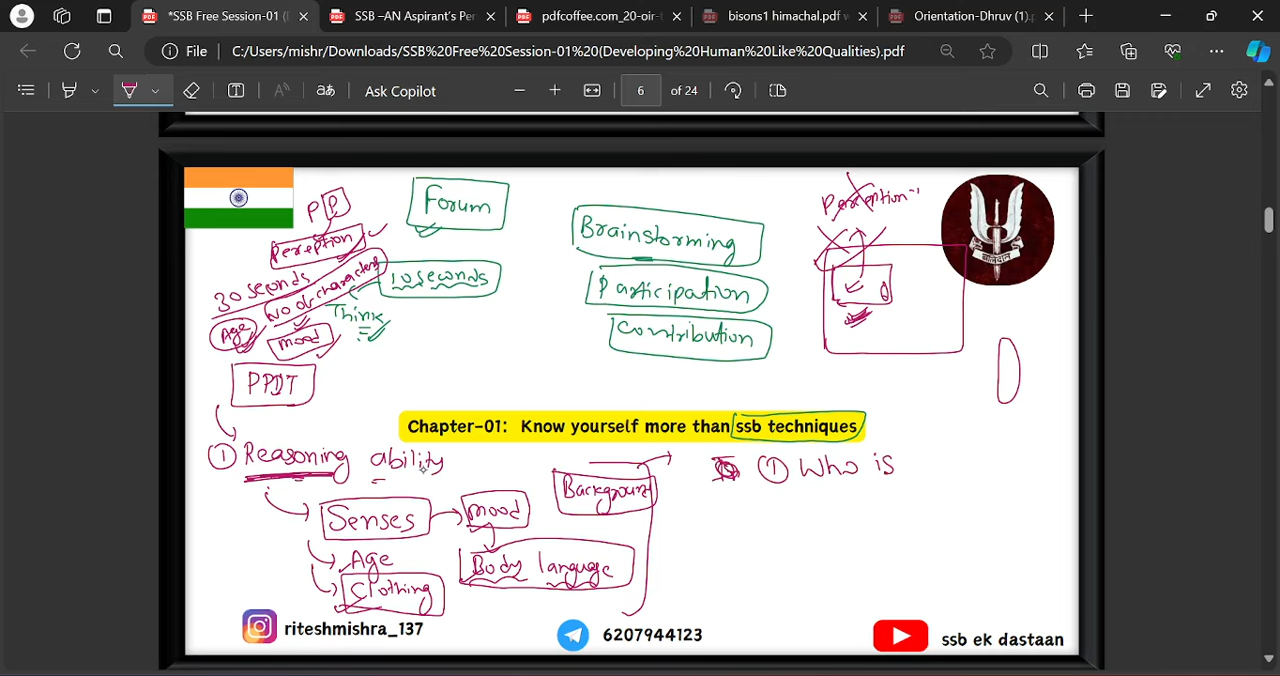 *SSB Free Session-01 (
SSB –AN Aspirant's Pe
pdfcoffee.com_20-oir-t
bisons1 himachal.pdf
Orientation-Dhruv (1).p
File
C:/Users/mishr/Downloads/SSB%20Free%20Session-01%20(Developing%20Human%20Like%20Qualities).pdf
Ask Copilot
6 of 24
PP
Forum
Perception
Brainstorming
Perception
30 seconds
No of characters
10 seconds
Participation
Think
Age
mood
Contribution
PPDT
Chapter-01: Know yourself more than ssb techniques
① Reasoning ability
Background
① Who is
Senses
mood
Age
Body language
Clothing
riteshmishra_137
6207944123
ssb ek dastaan